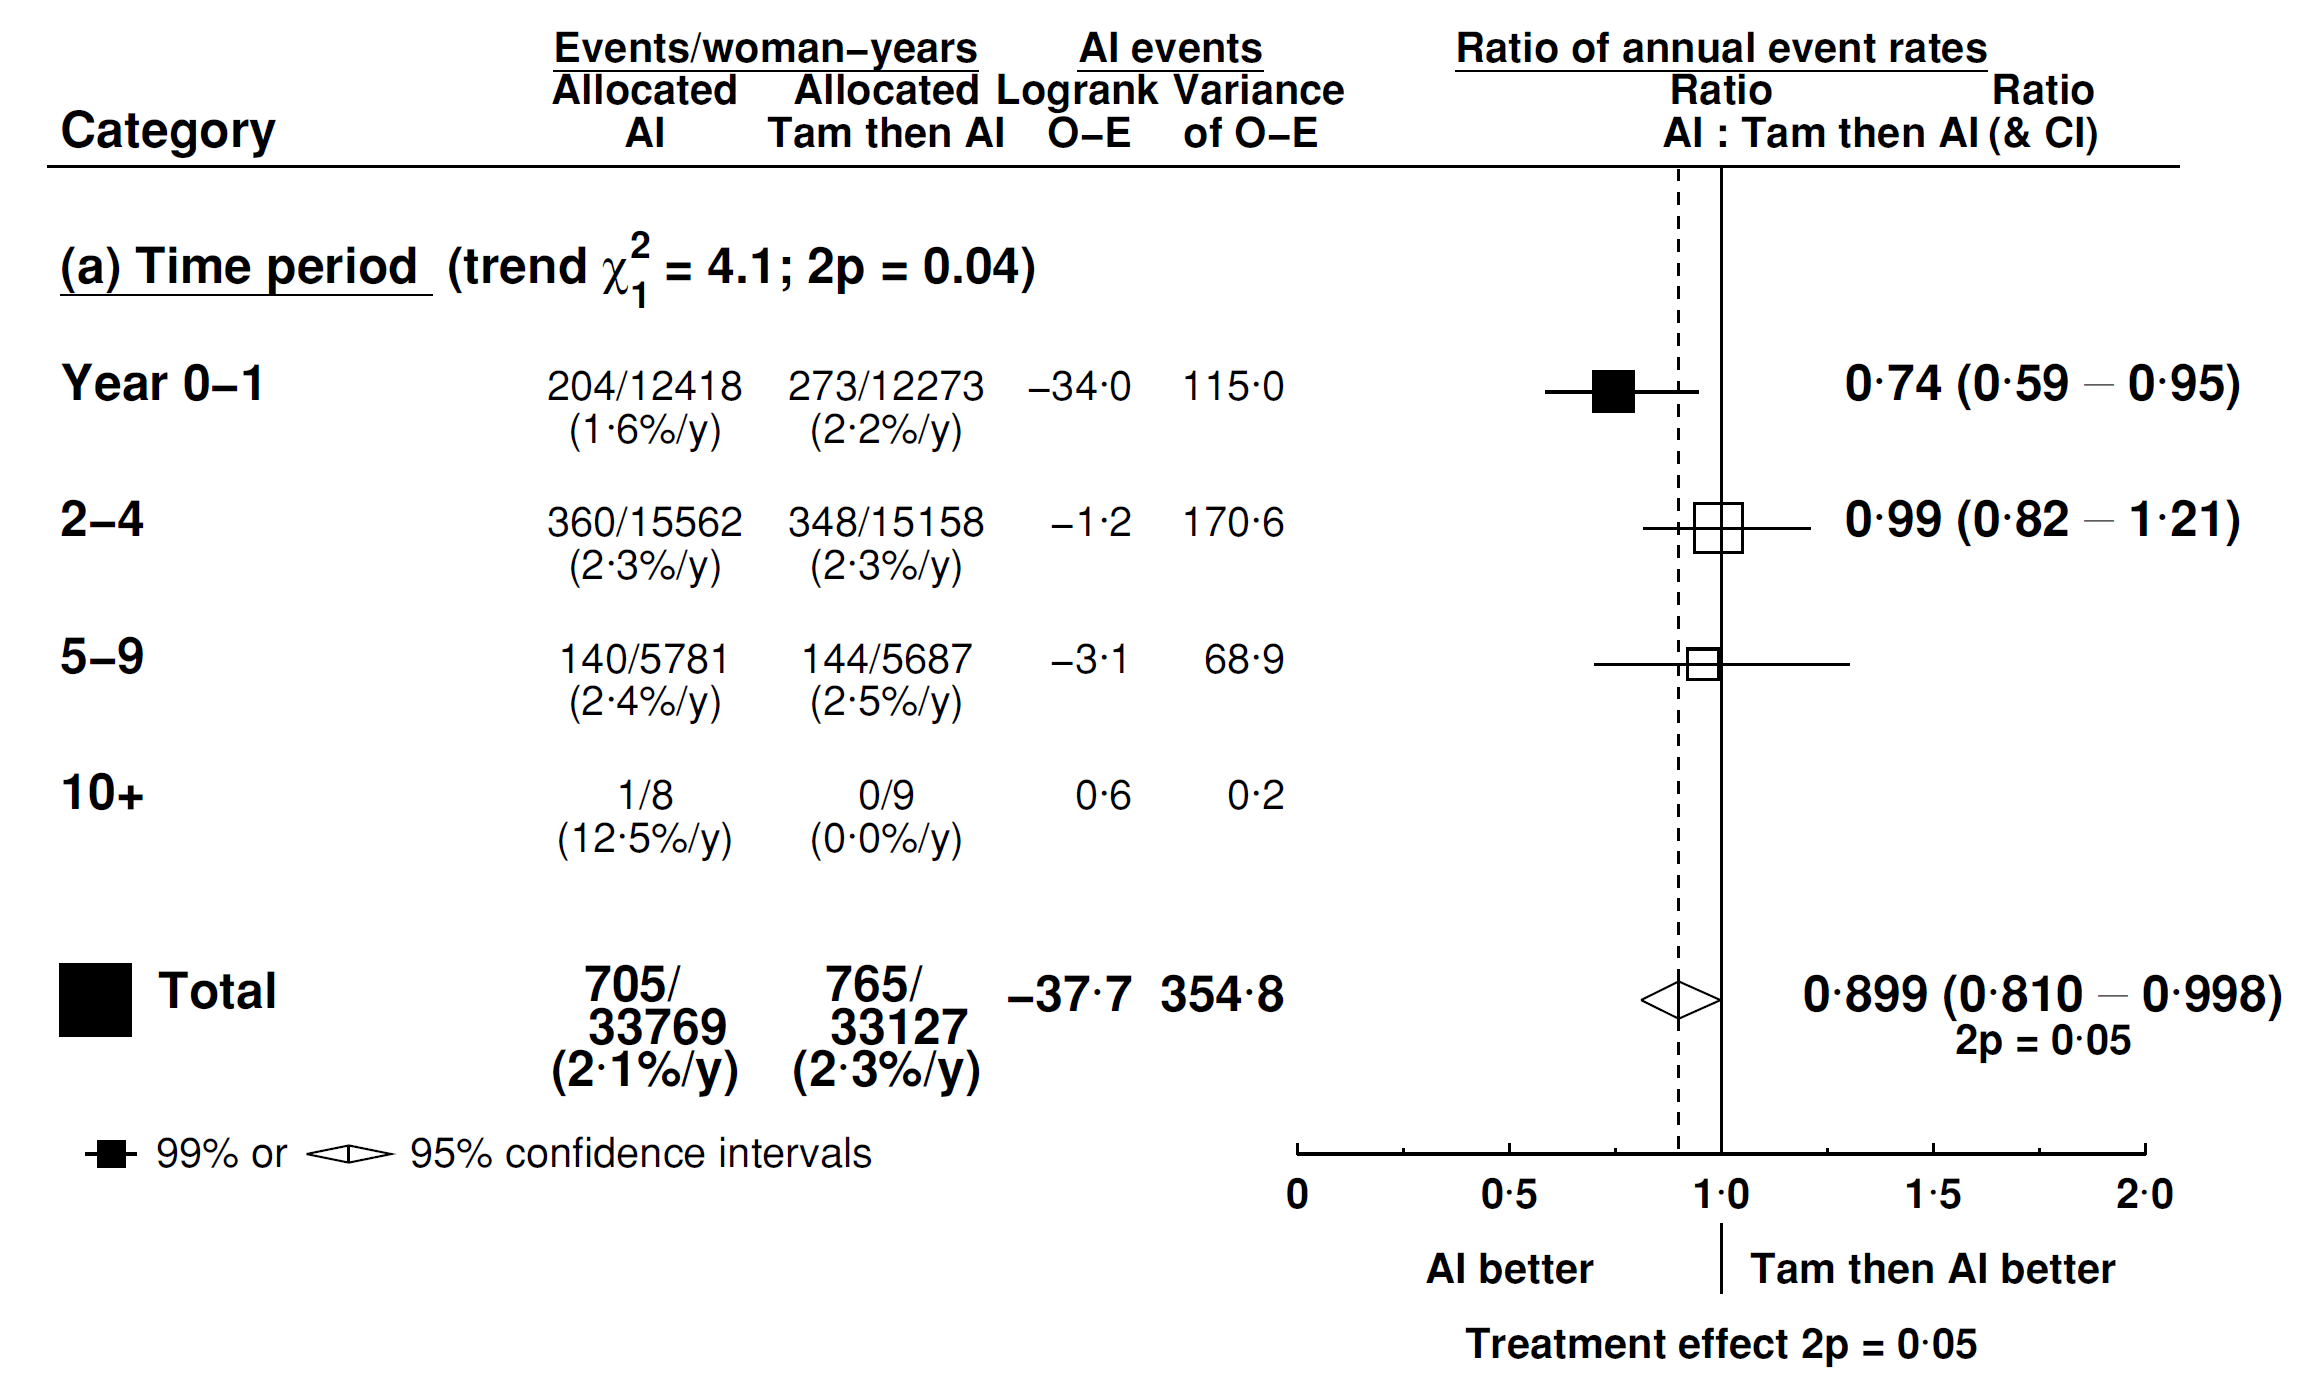 Events/woman–years AI events Ratio of annual event rates
Allocated Allocated Logrank Variance Ratio Ratio
Category AI Tam then AI O–E of O–E AI : Tam then AI (& CI)
(a) Time period (trend χ²₁ = 4.1; 2p = 0.04)
Year 0–1 204/12418 273/12273 –34·0 115·0 0·74 (0·59 – 0·95)
(1·6%/y) (2·2%/y)
2–4 360/15562 348/15158 –1·2 170·6 0·99 (0·82 – 1·21)
(2·3%/y) (2·3%/y)
5–9 140/5781 144/5687 –3·1 68·9
(2·4%/y) (2·5%/y)
10+ 1/8 0/9 0·6 0·2
(12·5%/y) (0·0%/y)
Total 705/ 765/ –37·7 354·8 0·899 (0·810 – 0·998)
33769 33127 2p = 0·05
(2·1%/y) (2·3%/y)
99% or 95% confidence intervals
0 0·5 1·0 1·5 2·0
AI better Tam then AI better
Treatment effect 2p = 0·05